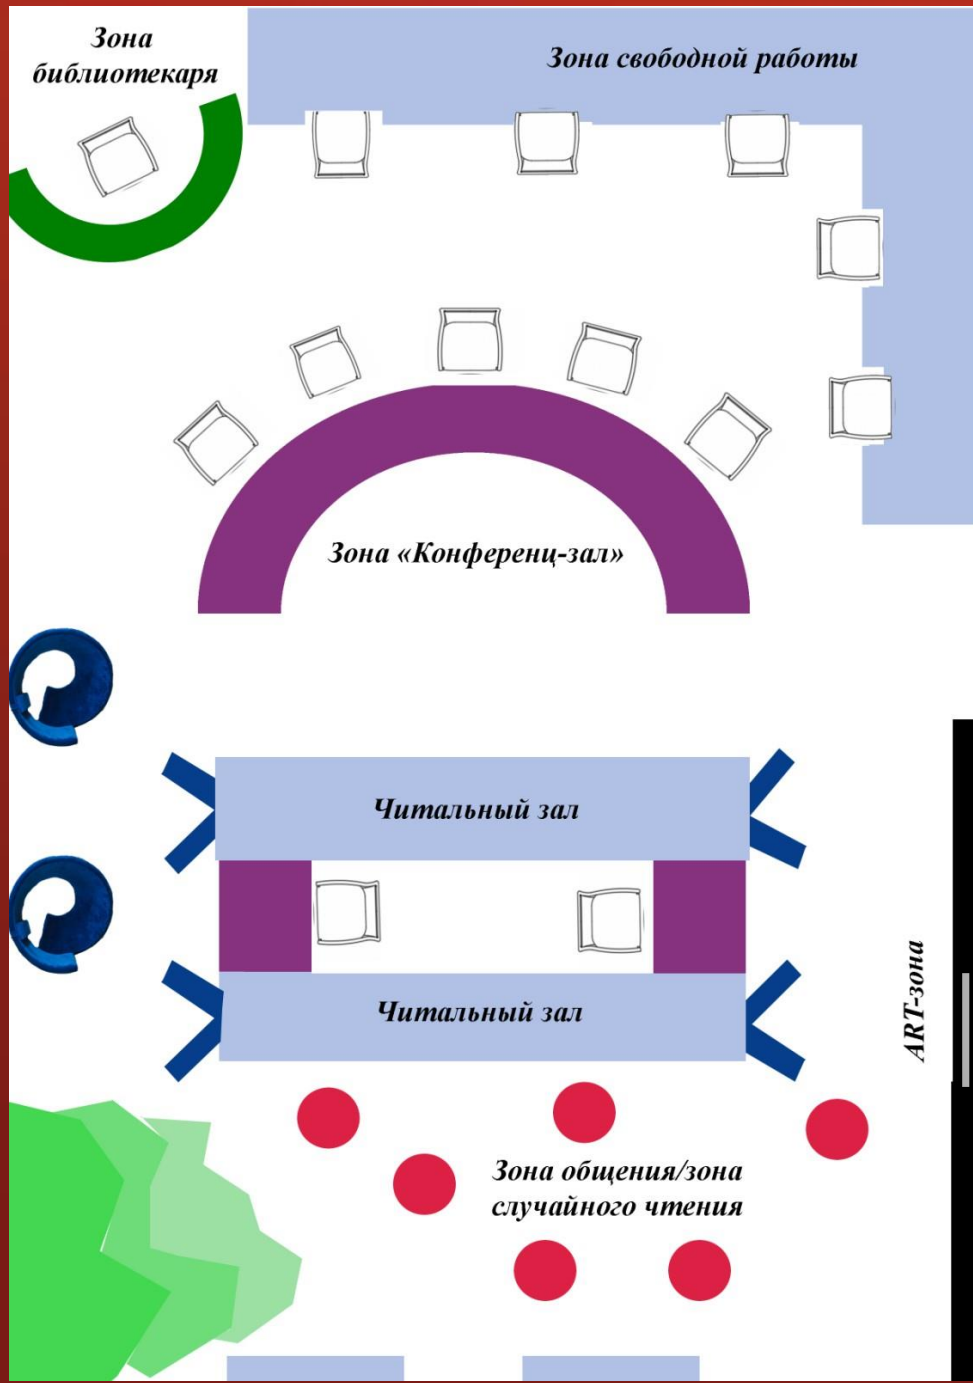 Зона
библиотекаря
Зона свободной работы
Зона «Конференц-зал»
Читальный зал
Читальный зал
ART-зона
Зона общения/зона
случайного чтения